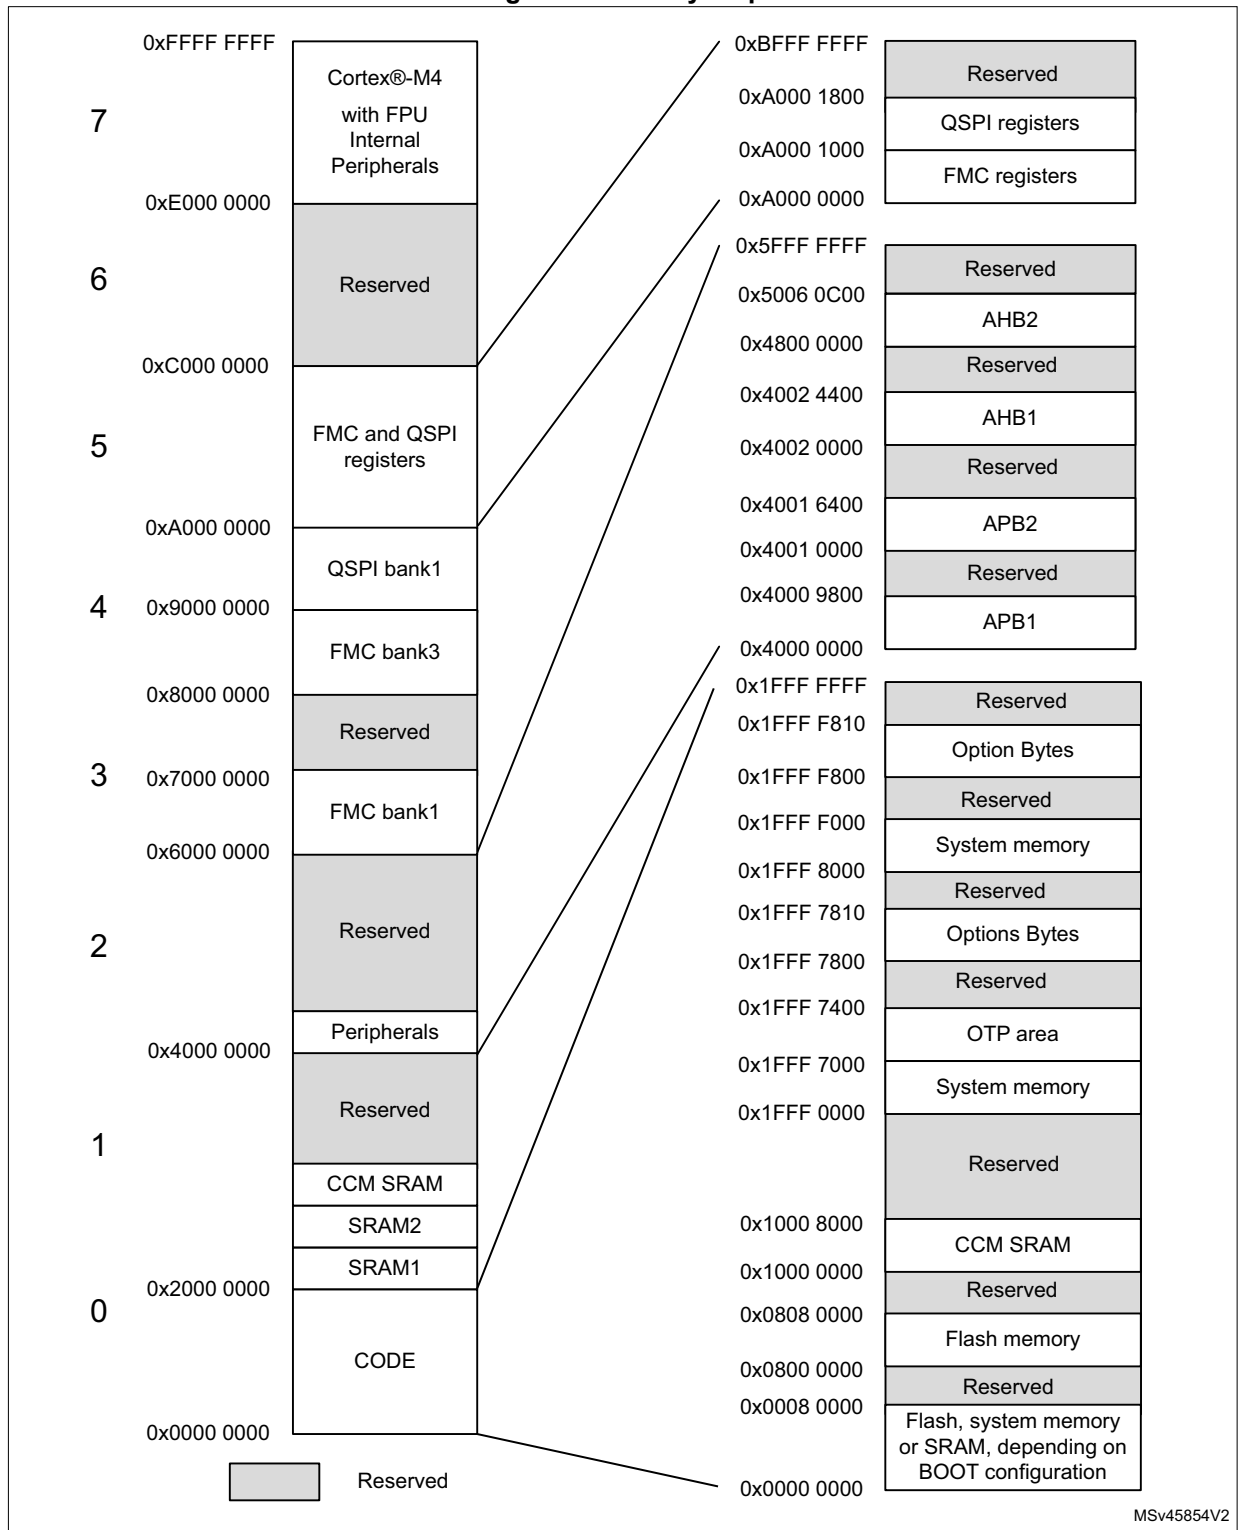 0xFFFF FFFF
Cortex®-M4
with FPU
Internal
Peripherals
7
0xE000 0000
Reserved
6
0xC000 0000
FMC and QSPI
registers
5
0xA000 0000
QSPI bank1
4
0x9000 0000
FMC bank3
0x8000 0000
Reserved
3
0x7000 0000
FMC bank1
0x6000 0000
Reserved
2
Peripherals
0x4000 0000
Reserved
1
CCM SRAM
SRAM2
SRAM1
0x2000 0000
0
CODE
0x0000 0000
Reserved
0xBFFF FFFF
Reserved
0xA000 1800
QSPI registers
0xA000 1000
FMC registers
0xA000 0000
0x5FFF FFFF
Reserved
0x5006 0C00
AHB2
0x4800 0000
Reserved
0x4002 4400
AHB1
0x4002 0000
Reserved
0x4001 6400
APB2
0x4001 0000
Reserved
0x4000 9800
APB1
0x4000 0000
0x1FFF FFFF
Reserved
0x1FFF F810
Option Bytes
0x1FFF F800
Reserved
0x1FFF F000
System memory
0x1FFF 8000
Reserved
0x1FFF 7810
Options Bytes
0x1FFF 7800
Reserved
0x1FFF 7400
OTP area
0x1FFF 7000
System memory
0x1FFF 0000
Reserved
0x1000 8000
CCM SRAM
0x1000 0000
Reserved
0x0808 0000
Flash memory
0x0800 0000
Reserved
0x0008 0000
Flash, system memory
or SRAM, depending on
BOOT configuration
0x0000 0000
MSv45854V2